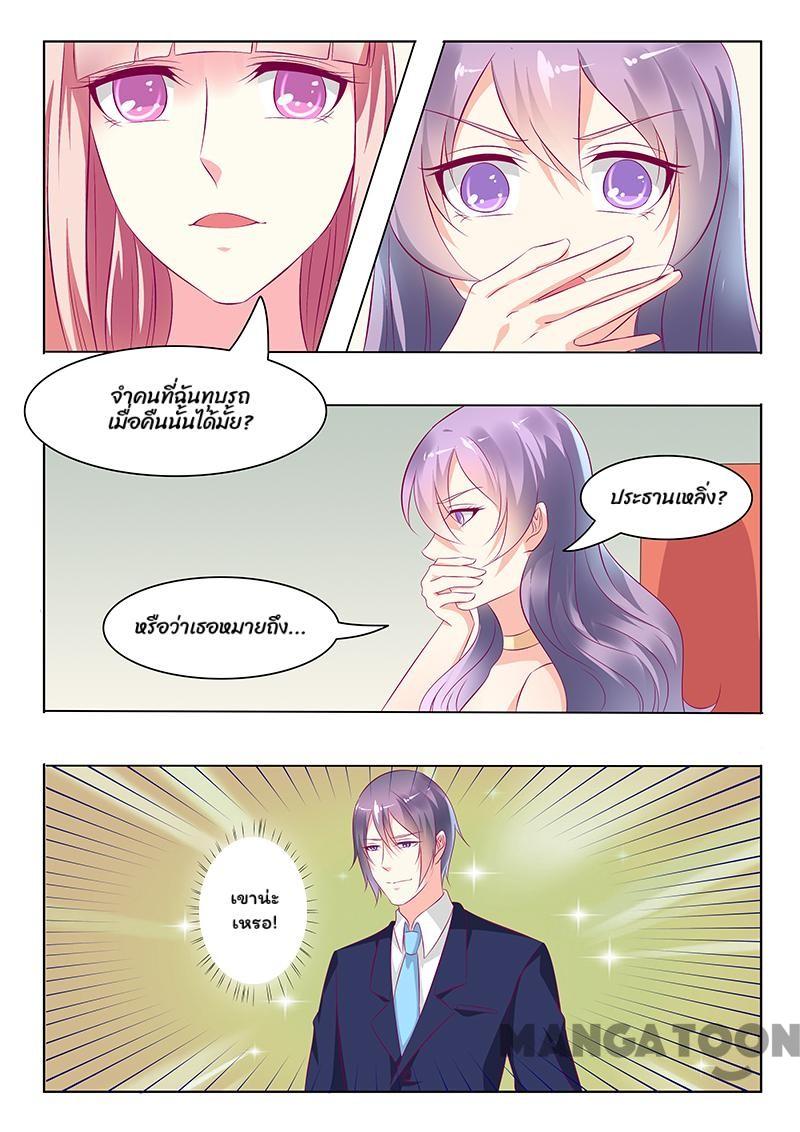 จำคนที่ฉันทุบรถ
เมื่อคืนนั้นได้มั้ย?
ประธานเหลิ่ง?
หรือว่าเธอหมายถึง...
เขาน่ะ
เหรอ!
MANGATOON